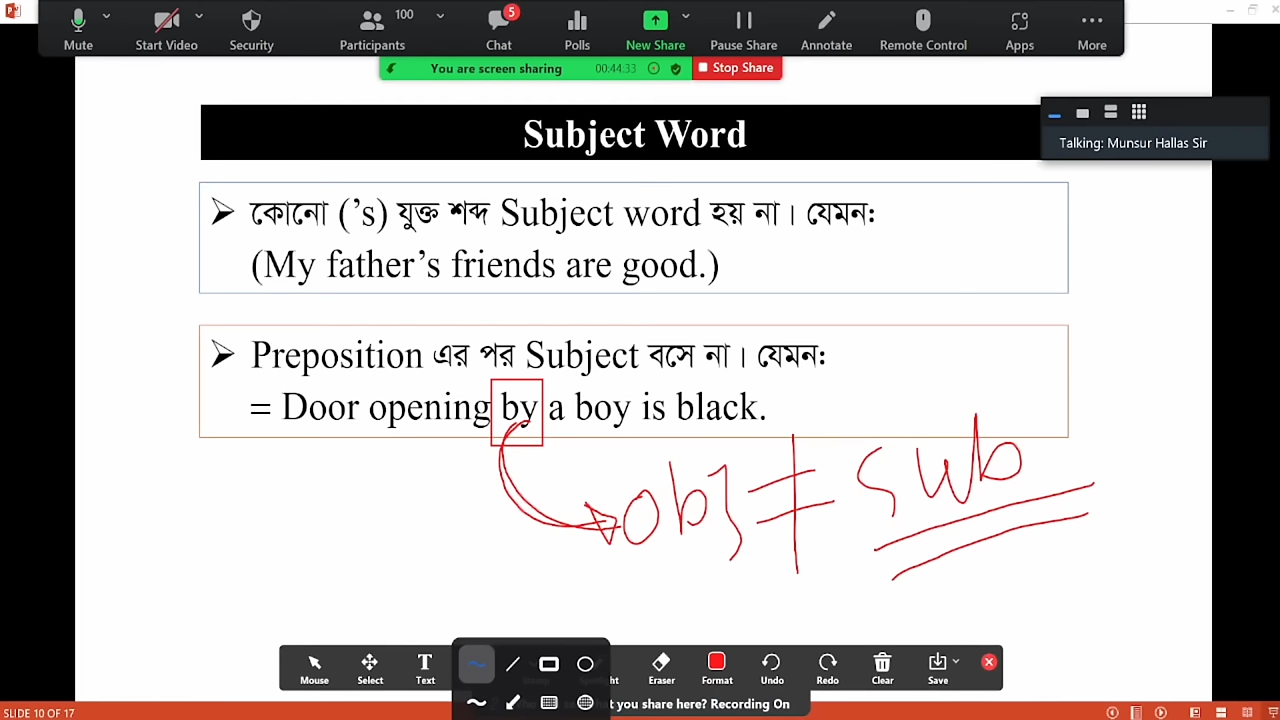 100
5
Mute
Start Video
Security
Participants
Chat
Polls
New Share
Pause Share
Annotate
Remote Control
Apps
More
You are screen sharing
00:44:33
Stop Share
Talking: Munsur Hallas Sir
Subject Word
➢ কোনো (’s) যুক্ত শব্দ Subject word হয় না। যেমনঃ
(My father’s friends are good.)
➢ Preposition এর পর Subject বসে না। যেমনঃ
= Door opening by a boy is black.
obj ≠ sub
Mouse
Select
Text
Eraser
Format
Undo
Redo
Clear
Save
you share here? Recording On
SLIDE 10 OF 17